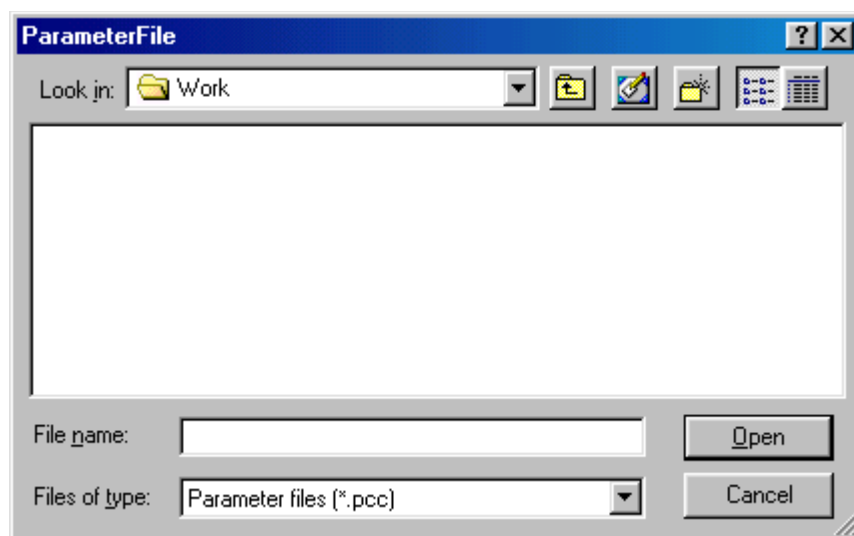 ParameterFile
Look in: Work
File name:
Open
Files of type: Parameter files (*.pcc)
Cancel